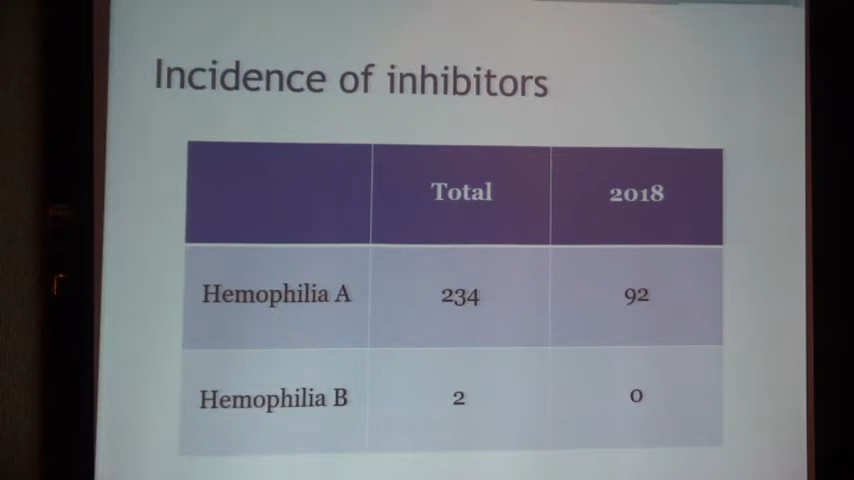 Incidence of inhibitors
Total 2018
Hemophilia A 234 92
Hemophilia B 2 0